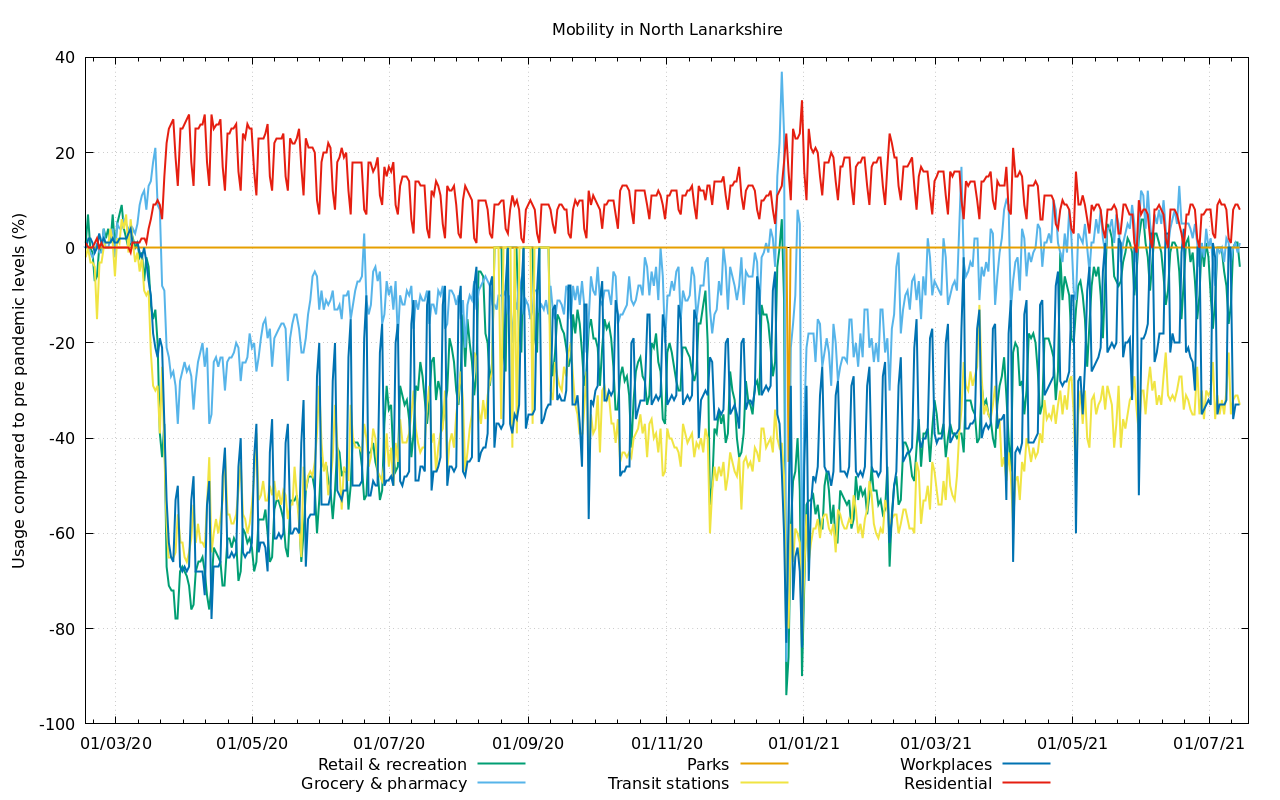 Mobility in North Lanarkshire
Usage compared to pre pandemic levels (%)
40
20
0
-20
-40
-60
-80
-100
01/03/20 01/05/20 01/07/20 01/09/20 01/11/20 01/01/21 01/03/21 01/05/21 01/07/21
Retail & recreation Parks Workplaces
Grocery & pharmacy Transit stations Residential